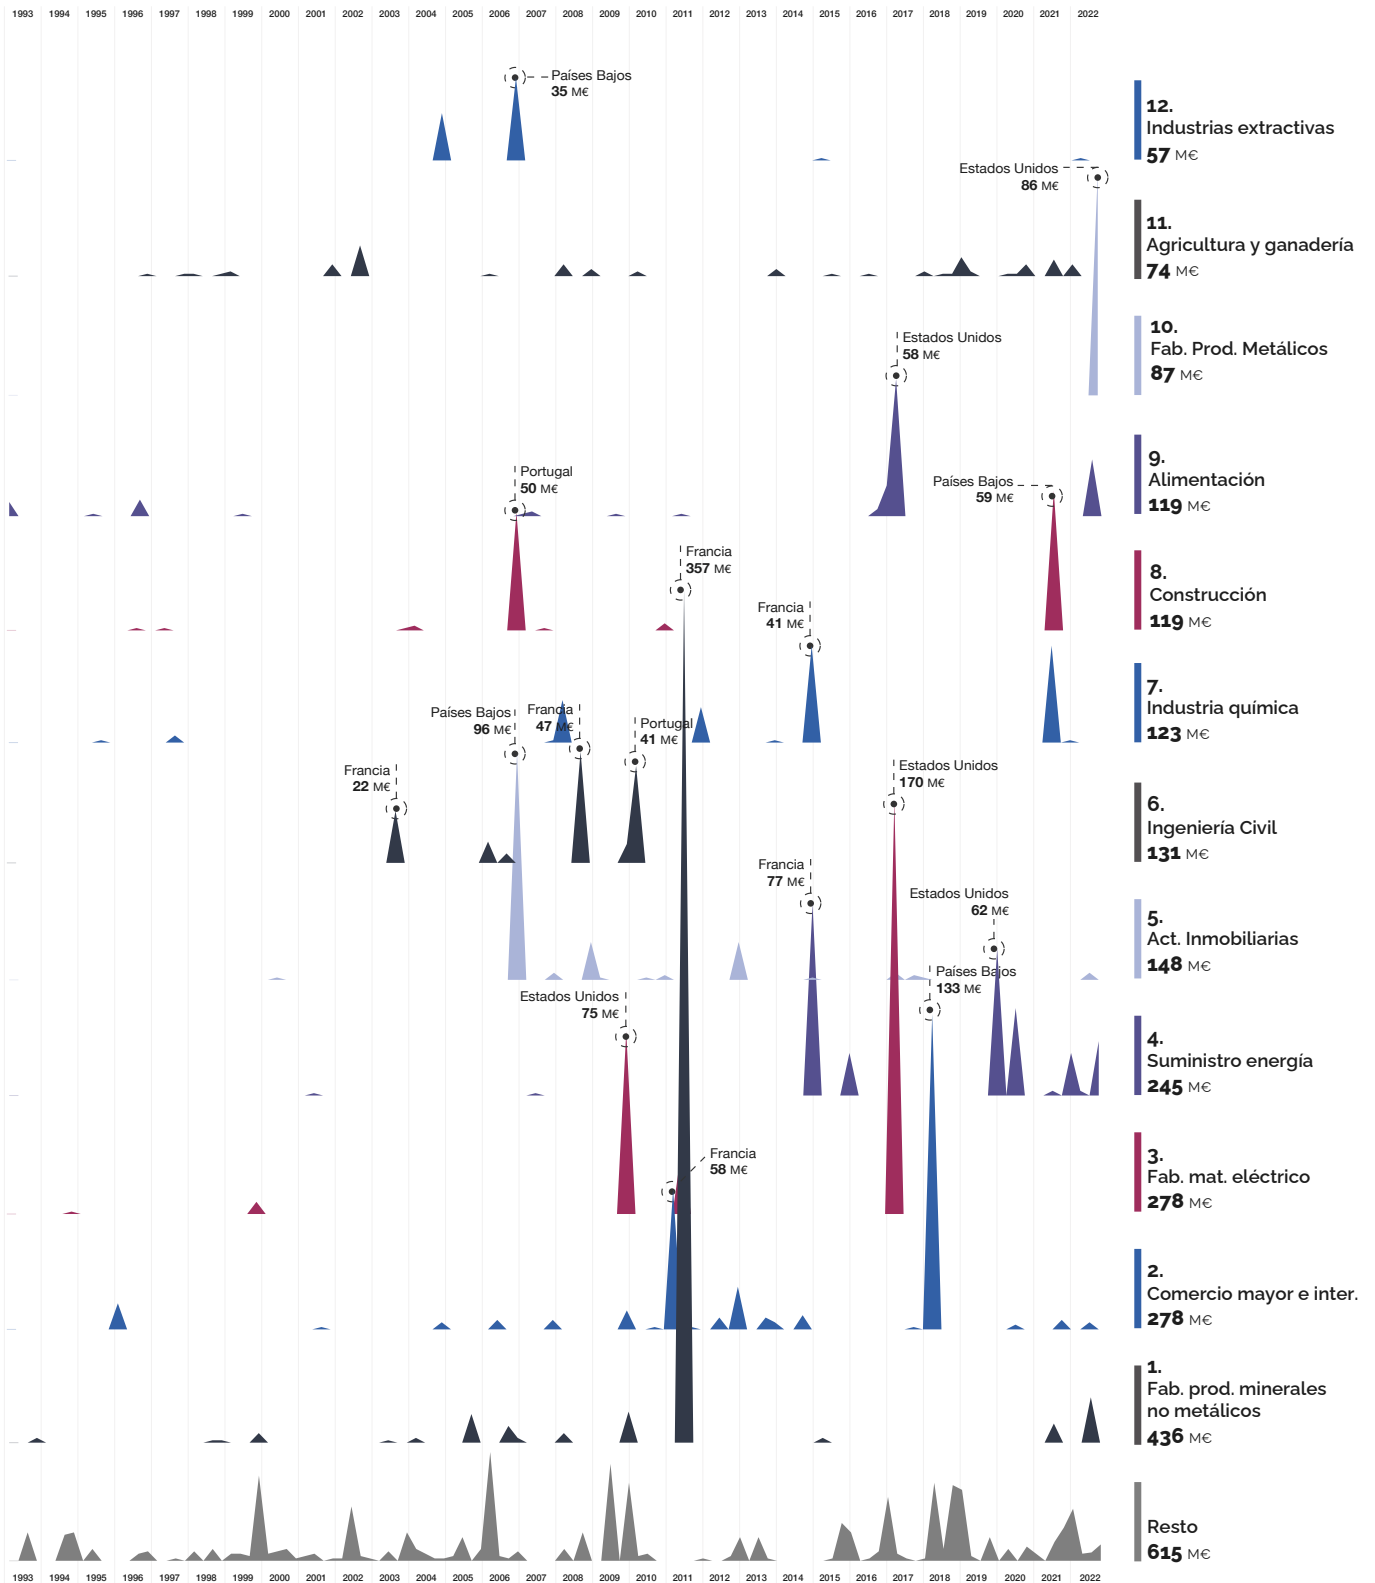 1993 1994 1995 1996 1997 1998 1999 2000 2001 2002 2003 2004 2005 2006 2007 2008 2009 2010 2011 2012 2013 2014 2015 2016 2017 2018 2019 2020 2021 2022
Países Bajos
35 M€
12.
Industrias extractivas
57 M€
Estados Unidos
86 M€
11.
Agricultura y ganadería
74 M€
10.
Fab. Prod. Metálicos
87 M€
Estados Unidos
58 M€
9.
Alimentación
119 M€
Portugal
50 M€
Países Bajos
59 M€
8.
Construcción
119 M€
Francia
357 M€
Francia
41 M€
7.
Industria química
123 M€
Países Bajos
96 M€
Francia
47 M€
Portugal
41 M€
Francia
22 M€
Estados Unidos
170 M€
6.
Ingeniería Civil
131 M€
Francia
77 M€
Estados Unidos
62 M€
5.
Act. Inmobiliarias
148 M€
Países Bajos
133 M€
Estados Unidos
75 M€
4.
Suministro energía
245 M€
Francia
58 M€
3.
Fab. mat. eléctrico
278 M€
2.
Comercio mayor e inter.
278 M€
1.
Fab. prod. minerales
no metálicos
436 M€
Resto
615 M€
1993 1994 1995 1996 1997 1998 1999 2000 2001 2002 2003 2004 2005 2006 2007 2008 2009 2010 2011 2012 2013 2014 2015 2016 2017 2018 2019 2020 2021 2022